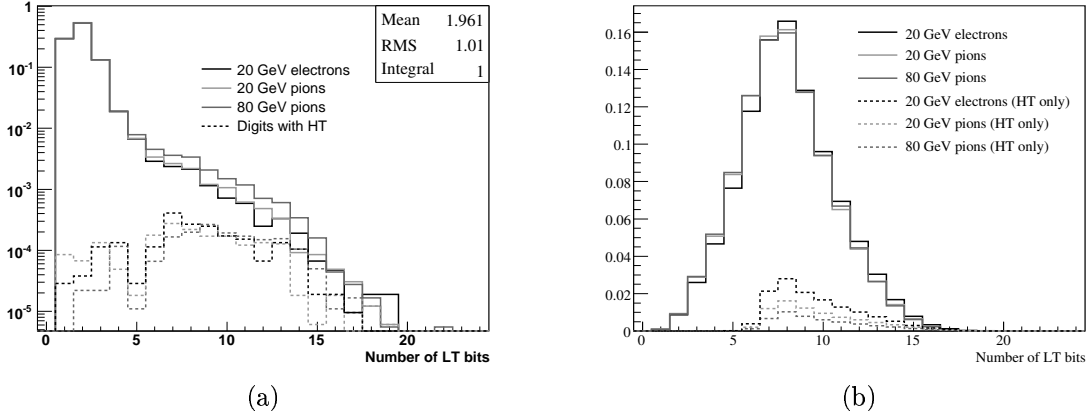 1
10⁻¹
10⁻²
10⁻³
10⁻⁴
10⁻⁵
Mean 1.961
RMS 1.01
Integral 1
20 GeV electrons
20 GeV pions
80 GeV pions
Digits with HT
0 5 10 15 20
Number of LT bits
(a)
0.16
0.14
0.12
0.1
0.08
0.06
0.04
0.02
0
20 GeV electrons
20 GeV pions
80 GeV pions
20 GeV electrons (HT only)
20 GeV pions (HT only)
80 GeV pions (HT only)
0 5 10 15 20
Number of LT bits
(b)